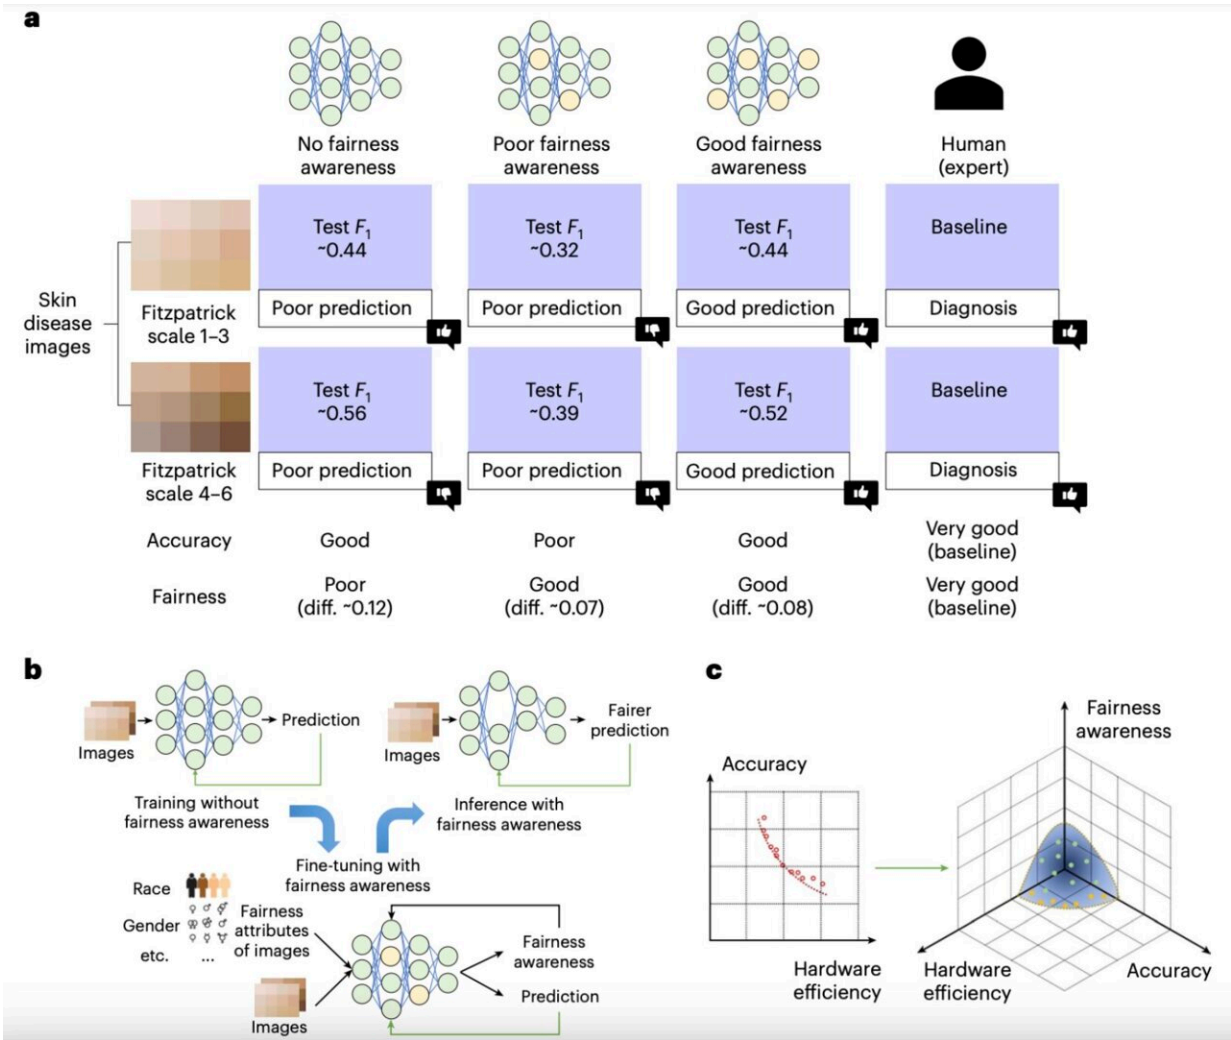 a
No fairness
awareness
Poor fairness
awareness
Good fairness
awareness
Human
(expert)
Skin
disease
images
Fitzpatrick
scale 1–3
Test F1
~0.44
Poor prediction
Test F1
~0.32
Poor prediction
Test F1
~0.44
Good prediction
Baseline
Diagnosis
Fitzpatrick
scale 4–6
Test F1
~0.56
Poor prediction
Test F1
~0.39
Poor prediction
Test F1
~0.52
Good prediction
Baseline
Diagnosis
Accuracy
Good
Poor
Good
Very good
(baseline)
Fairness
Poor
(diff. ~0.12)
Good
(diff. ~0.07)
Good
(diff. ~0.08)
Very good
(baseline)
b
Images
Prediction
Training without
fairness awareness
Images
Fairer
prediction
Inference with
fairness awareness
Fine-tuning with
fairness awareness
Race
Gender
etc.
...
Fairness
attributes
of images
Images
Fairness
awareness
Prediction
c
Accuracy
Hardware
efficiency
Fairness
awareness
Hardware
efficiency
Accuracy